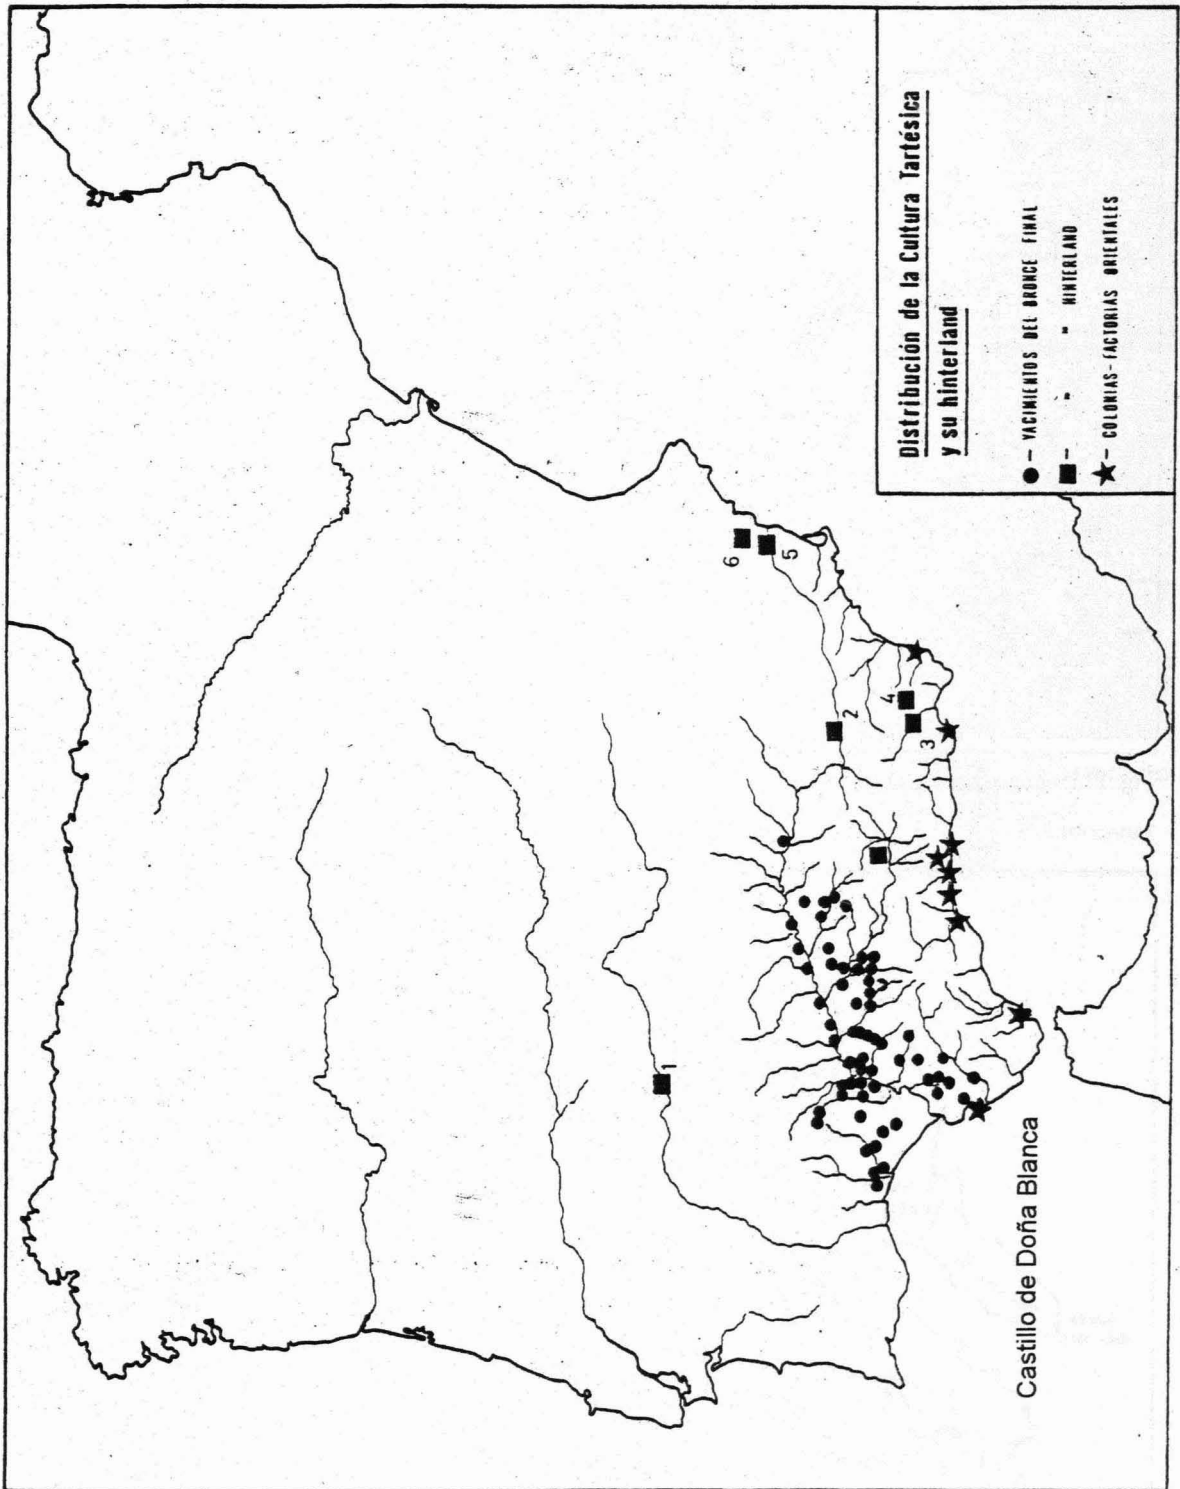 Distribución de la Cultura Tartésica
y su hinterland
● – YACIMIENTOS DEL BRONCE FINAL
■ – " " HINTERLAND
★ – COLONIAS-FACTORIAS ORIENTALES
1
2
3
4
5
6
Castillo de Doña Blanca